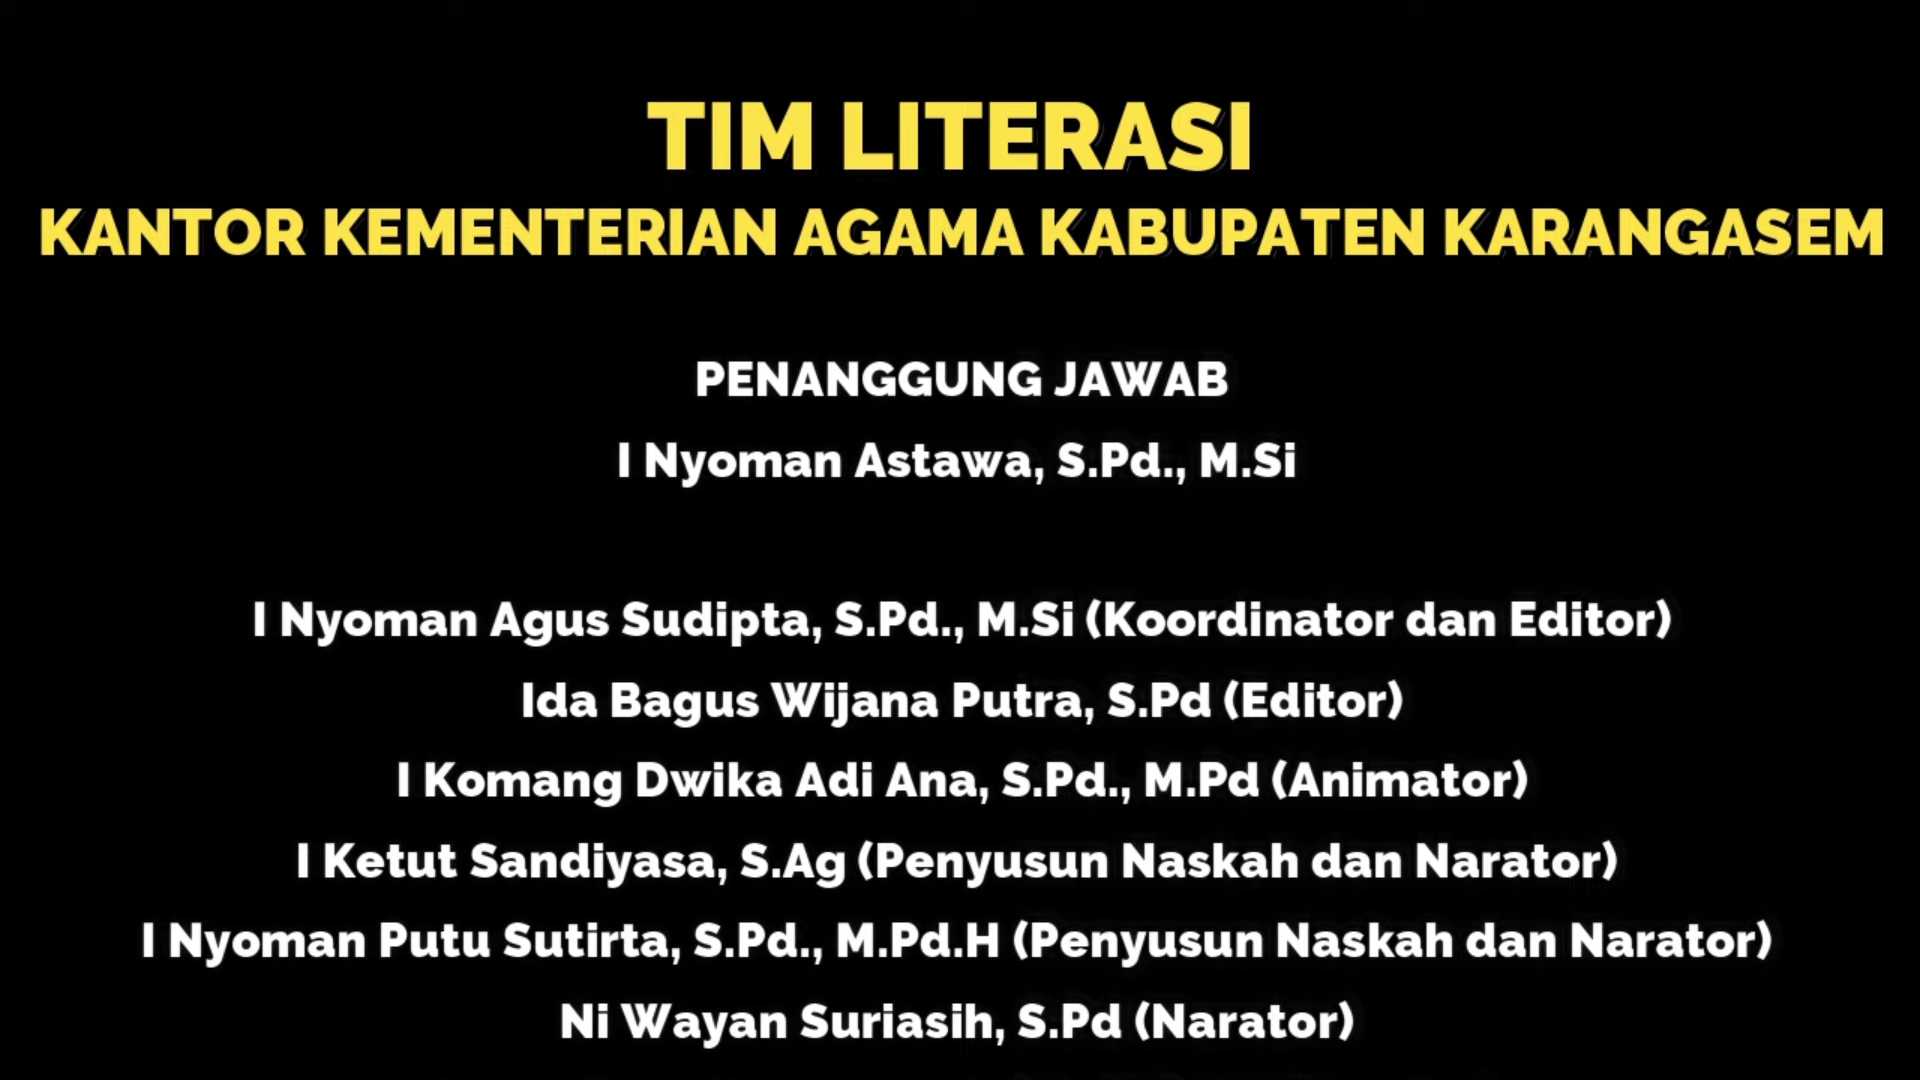 TIM LITERASI
KANTOR KEMENTERIAN AGAMA KABUPATEN KARANGASEM
PENANGGUNG JAWAB
I Nyoman Astawa, S.Pd., M.Si
I Nyoman Agus Sudipta, S.Pd., M.Si (Koordinator dan Editor)
Ida Bagus Wijana Putra, S.Pd (Editor)
I Komang Dwika Adi Ana, S.Pd., M.Pd (Animator)
I Ketut Sandiyasa, S.Ag (Penyusun Naskah dan Narator)
I Nyoman Putu Sutirta, S.Pd., M.Pd.H (Penyusun Naskah dan Narator)
Ni Wayan Suriasih, S.Pd (Narator)